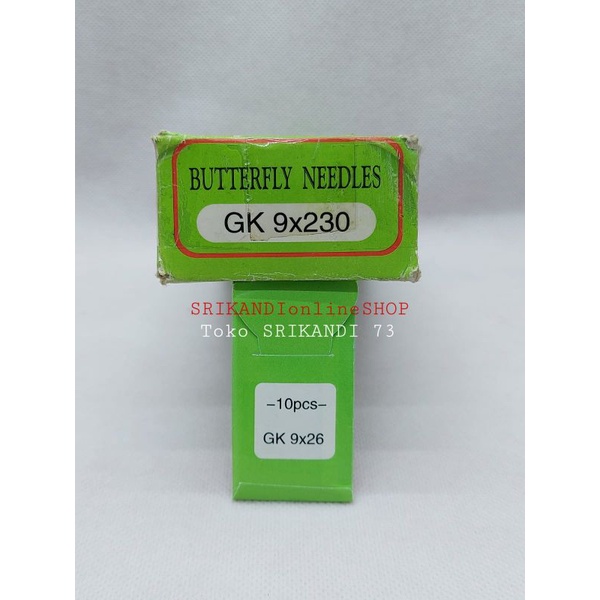 BUTTERFLY NEEDLES
GK 9x230
SRIKANDIonlineSHOP
Toko SRIKANDI 73
-10pcs-
GK 9x26